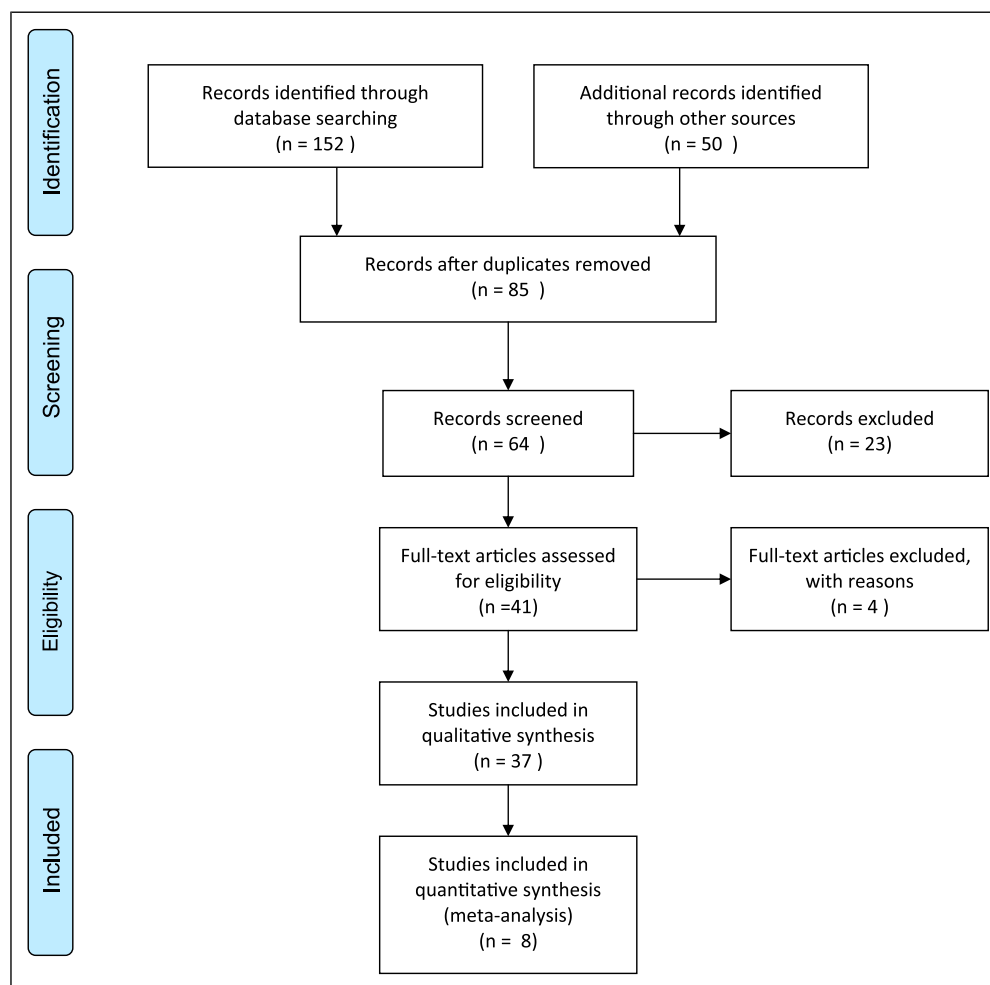 Identification
Records identified through
database searching
(n = 152 )
Additional records identified
through other sources
(n = 50  )
Records after duplicates removed
(n = 85  )
Screening
Records screened
(n = 64  )
Records excluded
(n = 23)
Eligibility
Full-text articles assessed
for eligibility
(n =41)
Full-text articles excluded,
with reasons
(n = 4 )
Studies included in
qualitative synthesis
(n = 37 )
Included
Studies included in
quantitative synthesis
(meta-analysis)
(n =  8)